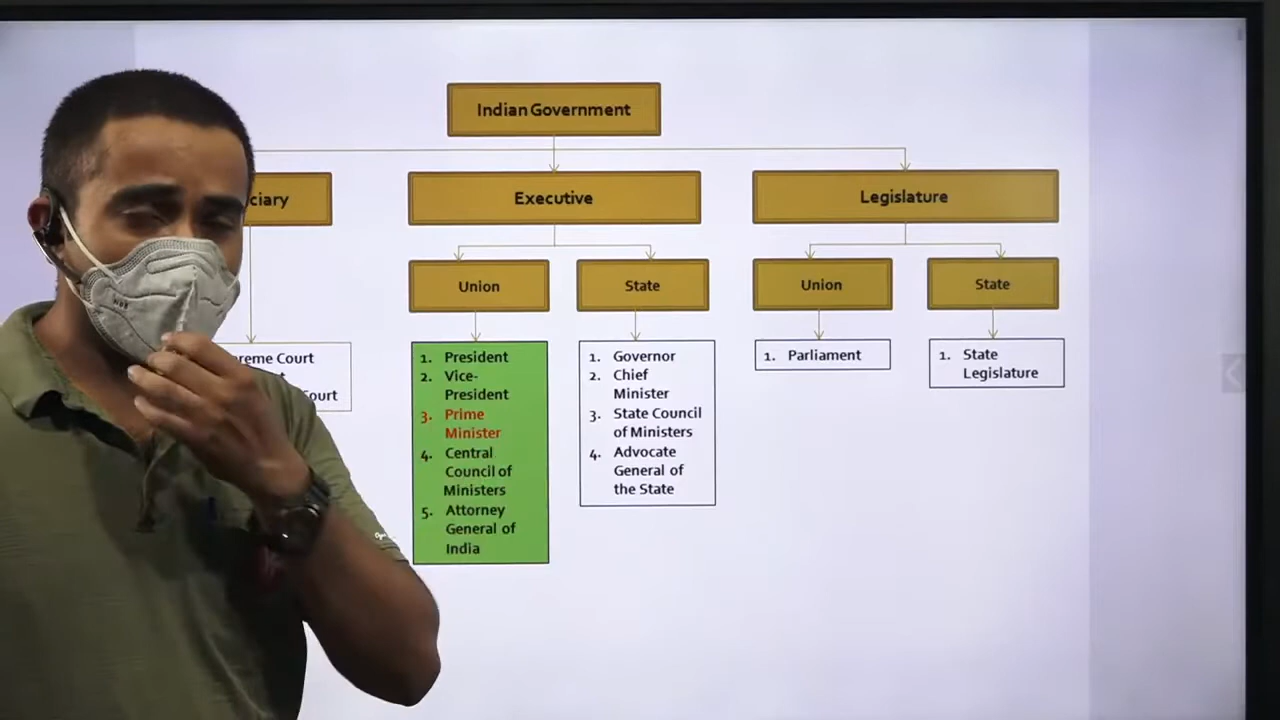 Indian Government
ciary
Executive
Legislature
Union
State
Union
State
preme Court
t
Court
1. President
2. Vice-
President
3. Prime
Minister
4. Central
Council of
Ministers
5. Attorney
General of
India
1. Governor
2. Chief
Minister
3. State Council
of Ministers
4. Advocate
General of
the State
1. Parliament
1. State
Legislature